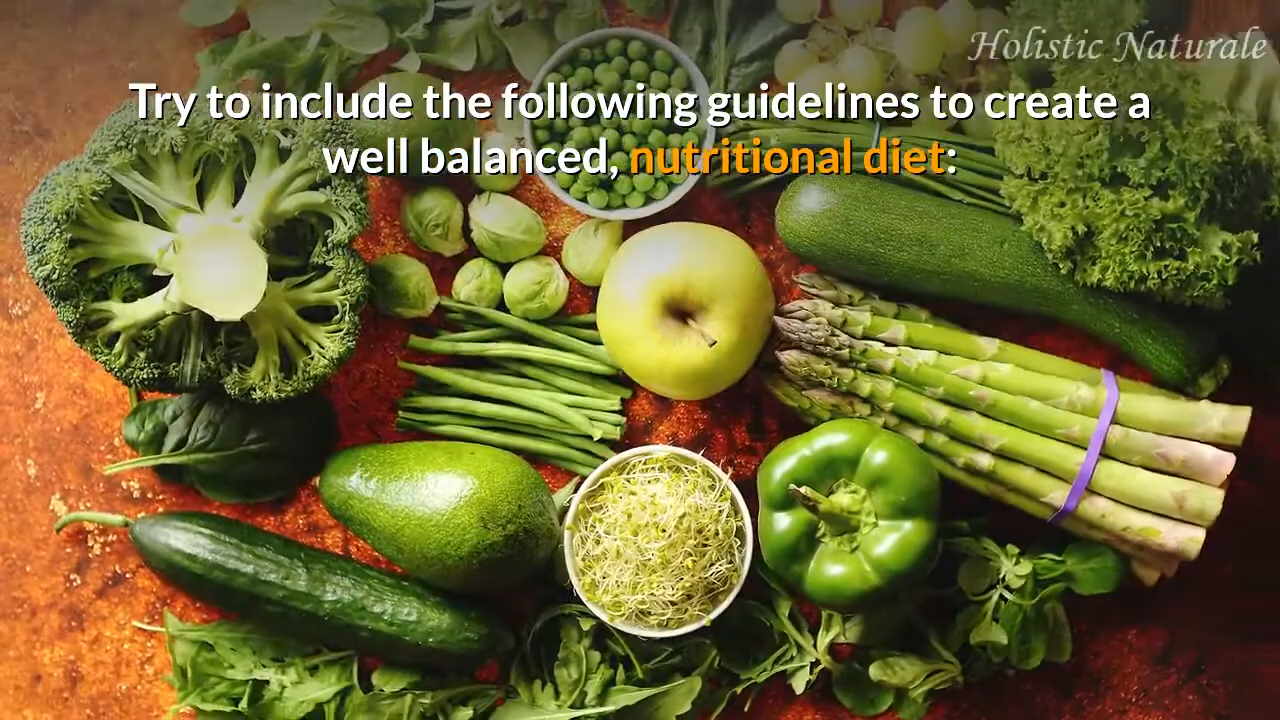 Holistic Naturale
Try to include the following guidelines to create a
well balanced, nutritional diet: